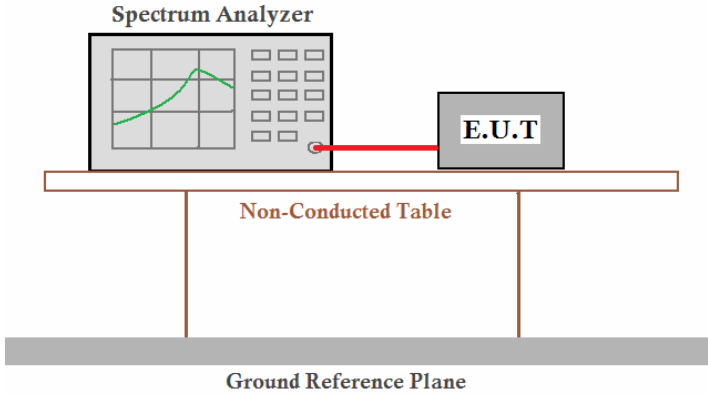 Spectrum Analyzer
E.U.T
Non-Conducted Table
Ground Reference Plane